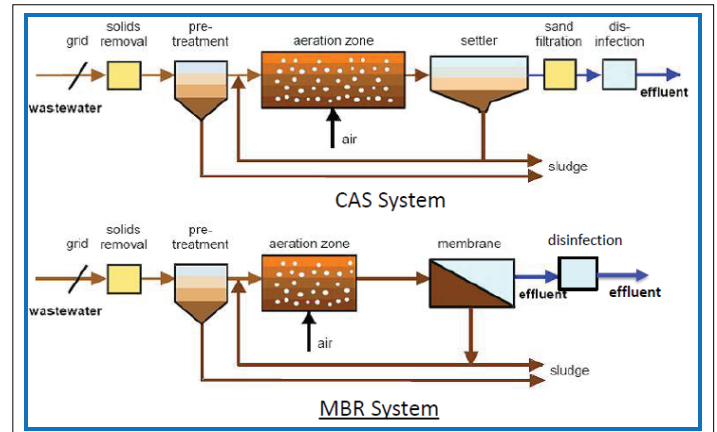 grid
solids
removal
pre-
treatment
aeration zone
settler
sand
filtration
dis-
infection
wastewater
effluent
air
sludge
CAS System
grid
solids
removal
pre-
treatment
aeration zone
membrane
disinfection
wastewater
effluent
effluent
air
sludge
MBR System